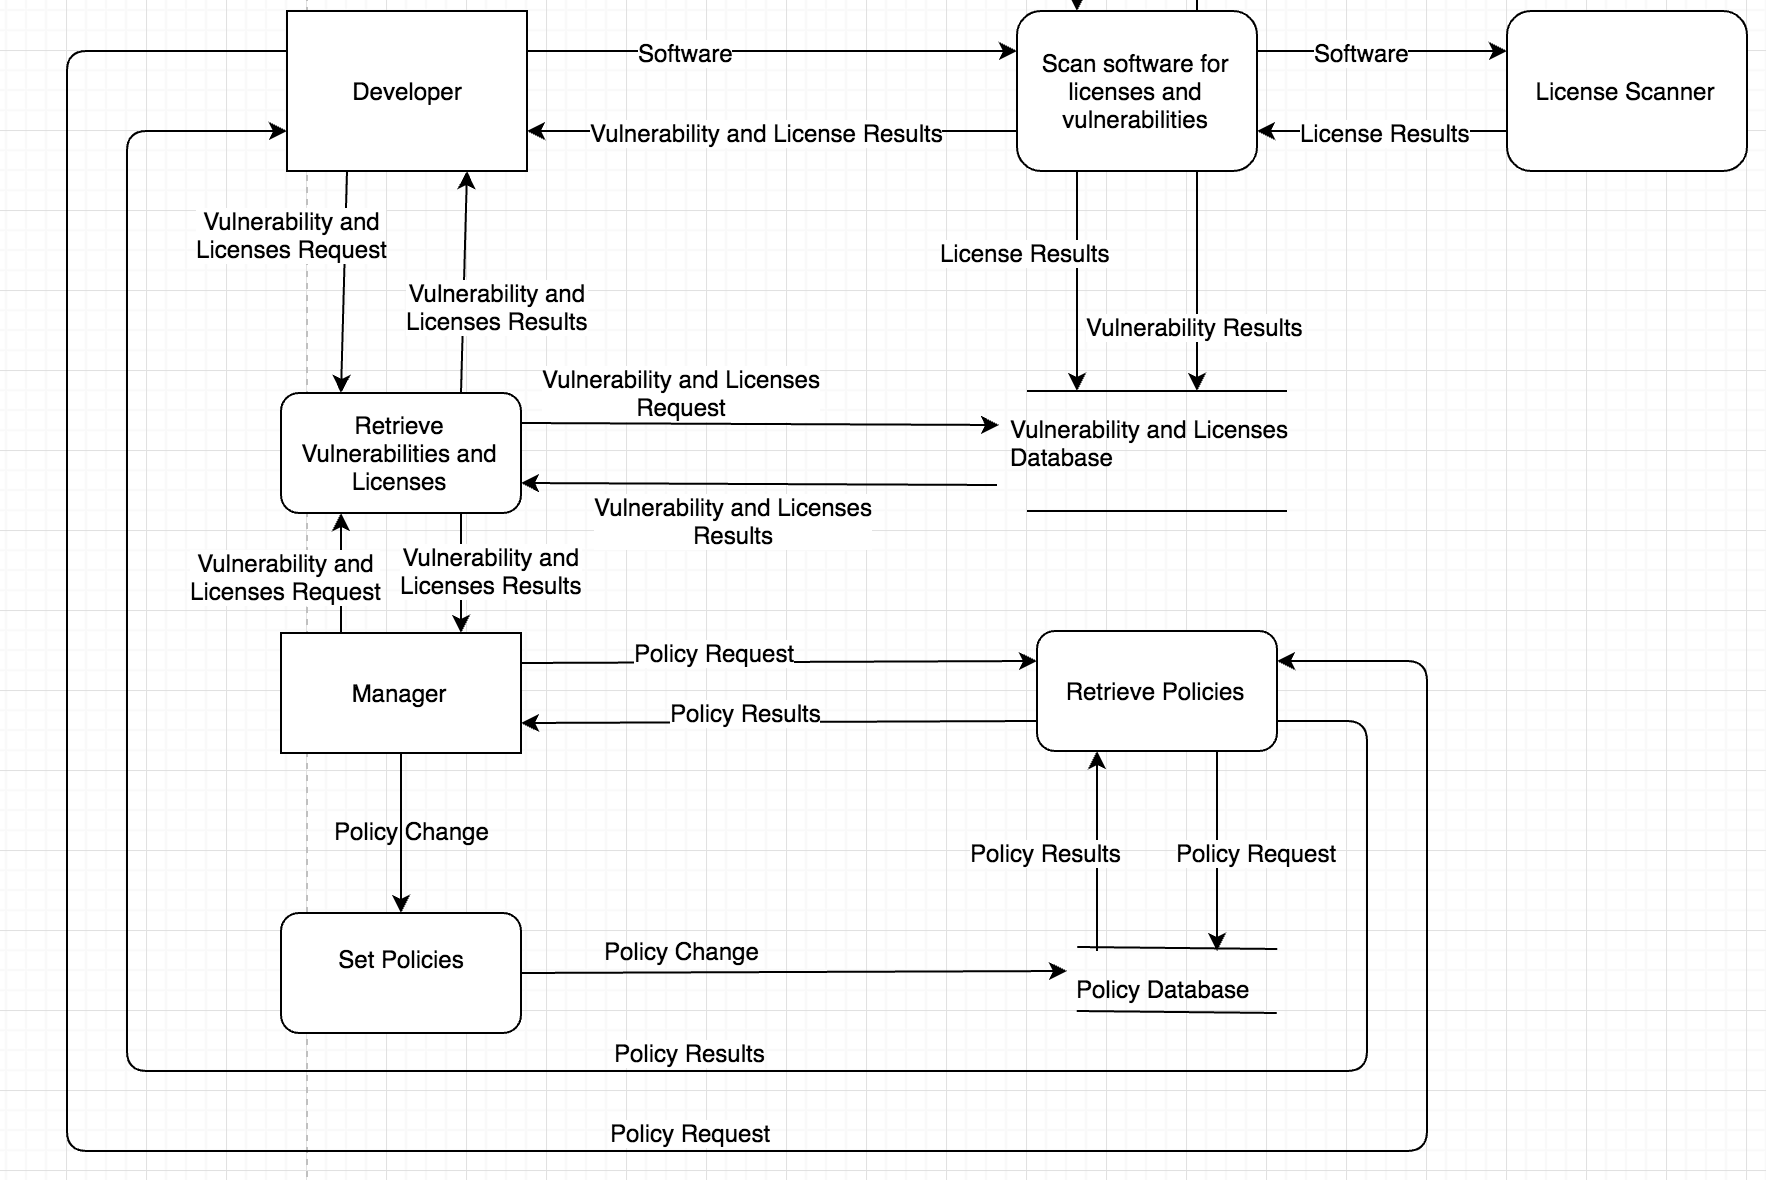 Developer
Software
Scan software for
licenses and
vulnerabilities
Software
License Scanner
Vulnerability and License Results
License Results
Vulnerability and
Licenses Request
Vulnerability and
Licenses Results
License Results
Vulnerability Results
Vulnerability and Licenses
Request
Retrieve
Vulnerabilities and
Licenses
Vulnerability and Licenses
Database
Vulnerability and Licenses
Results
Vulnerability and
Licenses Request
Vulnerability and
Licenses Results
Manager
Policy Request
Policy Results
Retrieve Policies
Policy Change
Policy Results
Policy Request
Set Policies
Policy Change
Policy Database
Policy Results
Policy Request